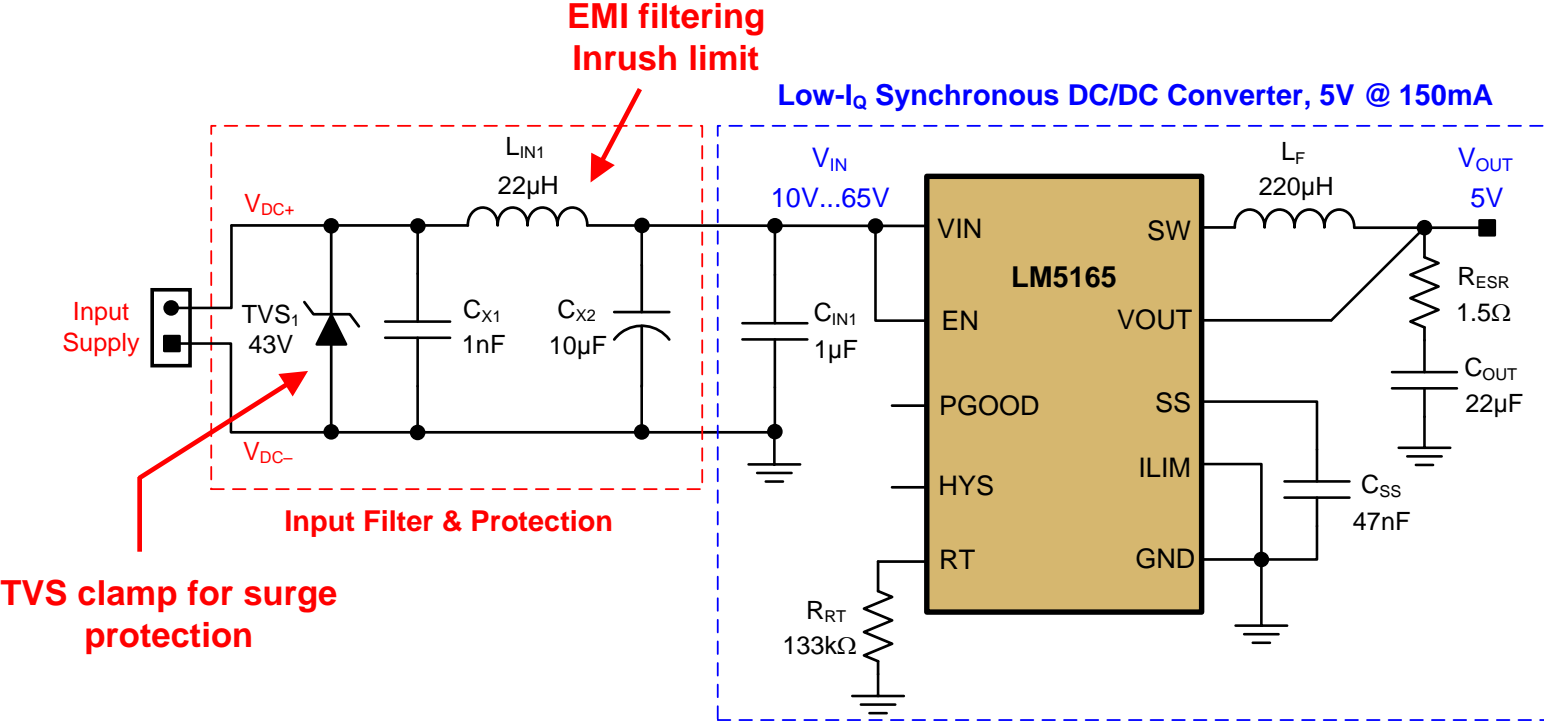 EMI filtering
Inrush limit
Low-IQ Synchronous DC/DC Converter, 5V @ 150mA
LIN1
22µH
VDC+
VIN
10V...65V
LF
220µH
VOUT
5V
VIN
SW
LM5165
Input
Supply
TVS1
43V
CX1
1nF
CX2
10µF
CIN1
1µF
EN
VOUT
RESR
1.5Ω
COUT
22µF
PGOOD
SS
VDC–
HYS
ILIM
CSS
47nF
Input Filter & Protection
RT
GND
TVS clamp for surge
protection
RRT
133kΩ